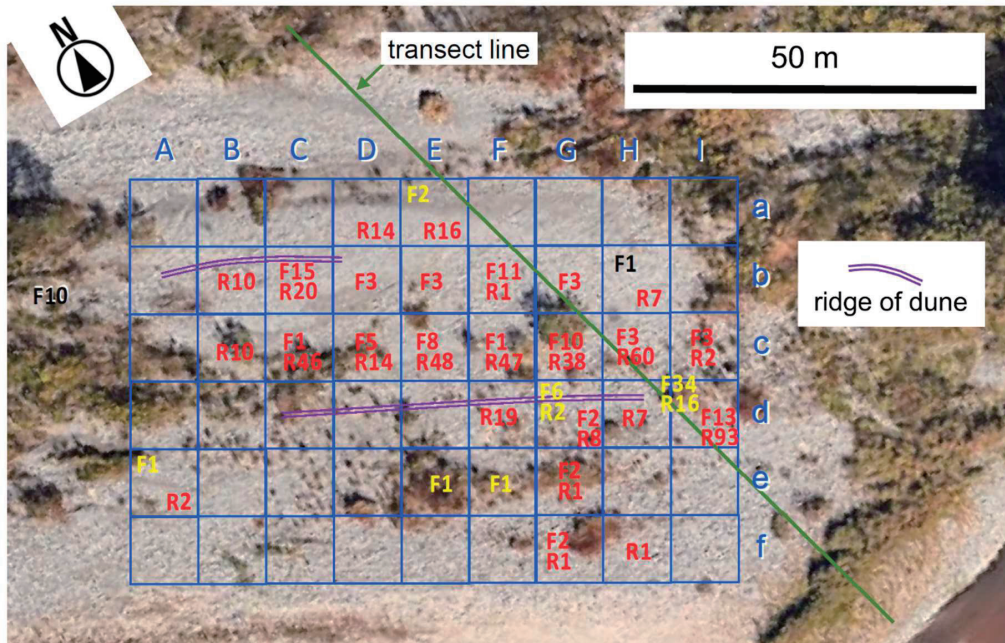 N
transect line
50 m
A B C D E F G H I
F2
a
R14 R16
F1
F15 F11
b
R10 F3 F3 F3
R20 R1 R7
ridge of dune
F10
F1 F5 F8 F1 F10 F3 F3
c
R10
R46 R14 R48 R47 R38 R60 R2
F6 F34
R2 R16
d
R19 F2 R7 F13
R8 R93
F1
F2
e
F1 F1
R2 R1
F2
f
R1 R1